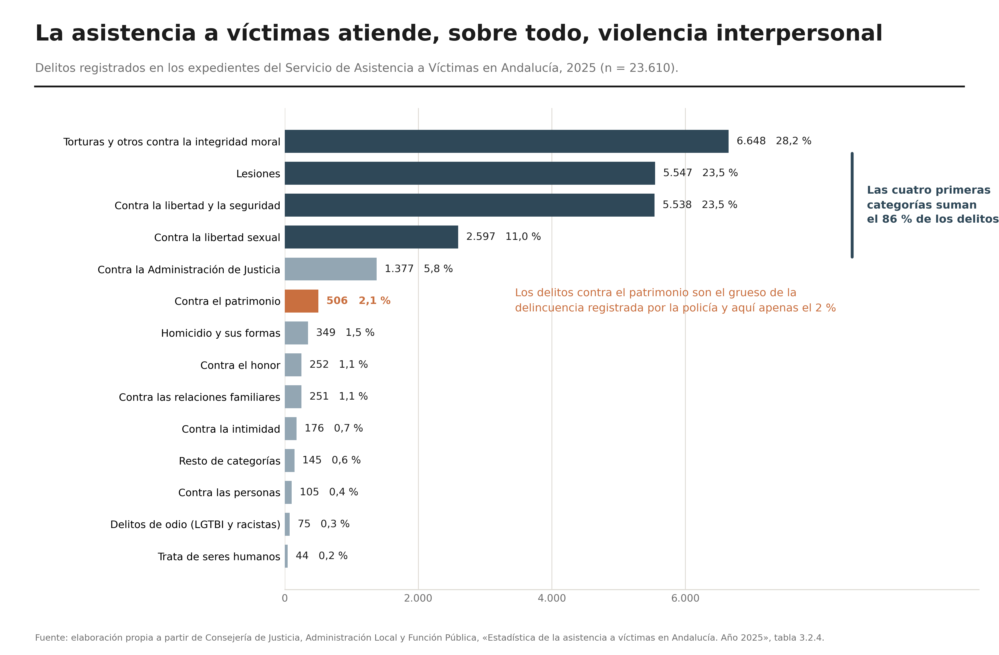 La asistencia a víctimas atiende, sobre todo, violencia interpersonal
Delitos registrados en los expedientes del Servicio de Asistencia a Víctimas en Andalucía, 2025 (n = 23.610).
Torturas y otros contra la integridad moral 6.648 28,2 %
Lesiones 5.547 23,5 %
Contra la libertad y la seguridad 5.538 23,5 %
Contra la libertad sexual 2.597 11,0 %
Las cuatro primeras
categorías suman
el 86 % de los delitos
Contra la Administración de Justicia 1.377 5,8 %
Contra el patrimonio 506 2,1 %
Los delitos contra el patrimonio son el grueso de la
delincuencia registrada por la policía y aquí apenas el 2 %
Homicidio y sus formas 349 1,5 %
Contra el honor 252 1,1 %
Contra las relaciones familiares 251 1,1 %
Contra la intimidad 176 0,7 %
Resto de categorías 145 0,6 %
Contra las personas 105 0,4 %
Delitos de odio (LGTBI y racistas) 75 0,3 %
Trata de seres humanos 44 0,2 %
0 2.000 4.000 6.000
Fuente: elaboración propia a partir de Consejería de Justicia, Administración Local y Función Pública, «Estadística de la asistencia a víctimas en Andalucía. Año 2025», tabla 3.2.4.